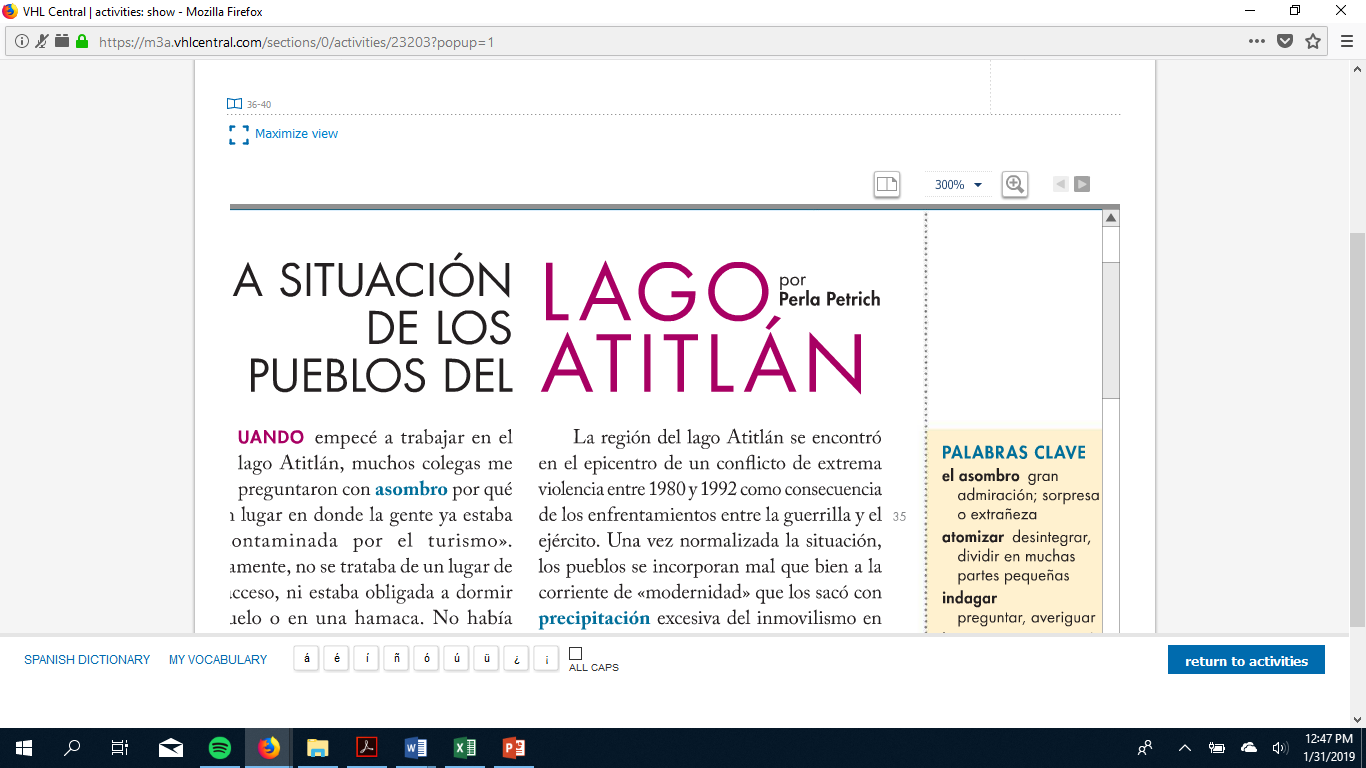 VHL Central | activities: show - Mozilla Firefox
https://m3a.vhlcentral.com/sections/0/activities/23203?popup=1
36-40
Maximize view
300%
A SITUACIÓN
DE LOS
PUEBLOS DEL
LAGO
ATITLÁN
por
Perla Petrich
UANDO empecé a trabajar en el
lago Atitlán, muchos colegas me
preguntaron con asombro por qué
lugar en donde la gente ya estaba
ontaminada por el turismo».
amente, no se trataba de un lugar de
cceso, ni estaba obligada a dormir
uelo o en una hamaca. No había
La región del lago Atitlán se encontró
en el epicentro de un conflicto de extrema
violencia entre 1980 y 1992 como consecuencia
de los enfrentamientos entre la guerrilla y el
35
ejército. Una vez normalizada la situación,
los pueblos se incorporan mal que bien a la
corriente de «modernidad» que los sacó con
precipitación excesiva del inmovilismo en
PALABRAS CLAVE
el asombro gran
admiración; sorpresa
o extrañeza
atomizar desintegrar,
dividir en muchas
partes pequeñas
indagar
preguntar, averiguar
SPANISH DICTIONARY
MY VOCABULARY
á é í ñ ó ú ü ¿ ¡
ALL CAPS
return to activities
12:47 PM
1/31/2019